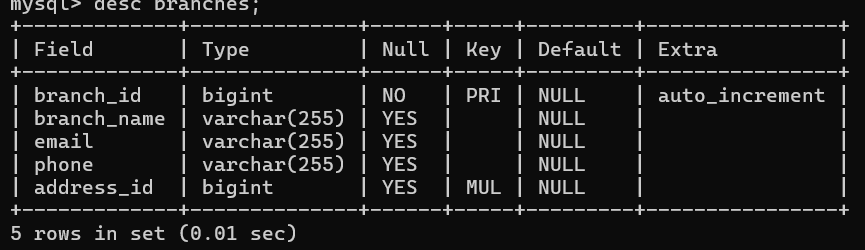 mysql> desc branches;
+-------------+--------------+------+-----+---------+----------------+
| Field       | Type         | Null | Key | Default | Extra          |
+-------------+--------------+------+-----+---------+----------------+
| branch_id   | bigint       | NO   | PRI | NULL    | auto_increment |
| branch_name | varchar(255) | YES  |     | NULL    |                |
| email       | varchar(255) | YES  |     | NULL    |                |
| phone       | varchar(255) | YES  |     | NULL    |                |
| address_id  | bigint       | YES  | MUL | NULL    |                |
+-------------+--------------+------+-----+---------+----------------+
5 rows in set (0.01 sec)